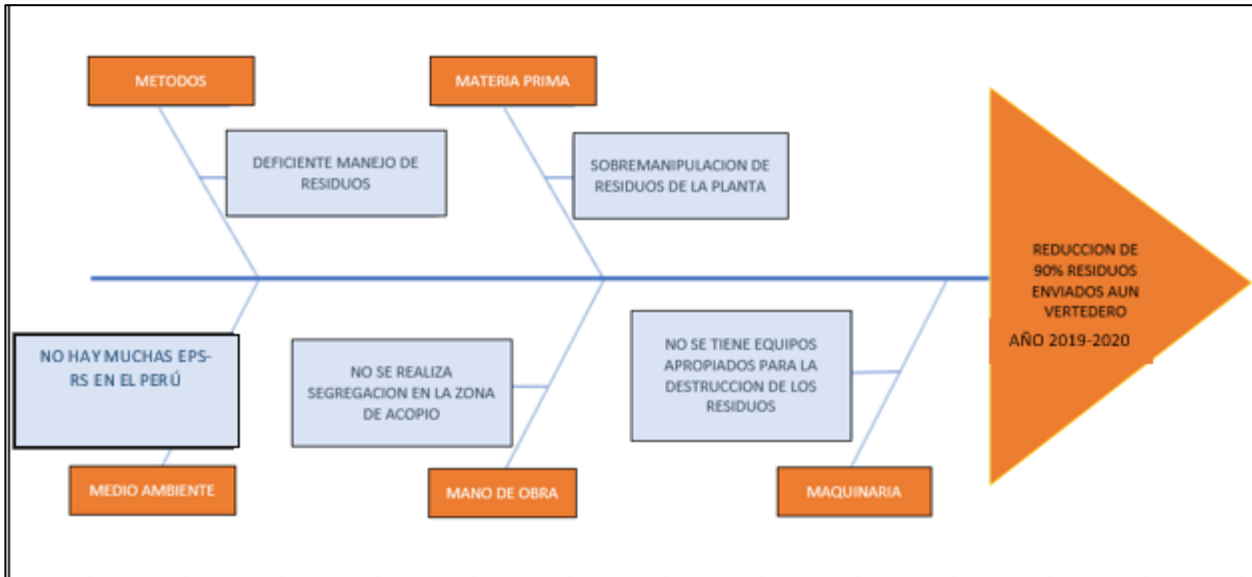 METODOS
MATERIA PRIMA
DEFICIENTE MANEJO DE
RESIDUOS
SOBREMANIPULACION DE
RESIDUOS DE LA PLANTA
REDUCCION DE
90% RESIDUOS
ENVIADOS AUN
VERTEDERO
AÑO 2019-2020
NO HAY MUCHAS EPS-
RS EN EL PERÚ
NO SE REALIZA
SEGREGACION EN LA ZONA
DE ACOPIO
NO SE TIENE EQUIPOS
APROPIADOS PARA LA
DESTRUCCION DE LOS
RESIDUOS
MEDIO AMBIENTE
MANO DE OBRA
MAQUINARIA